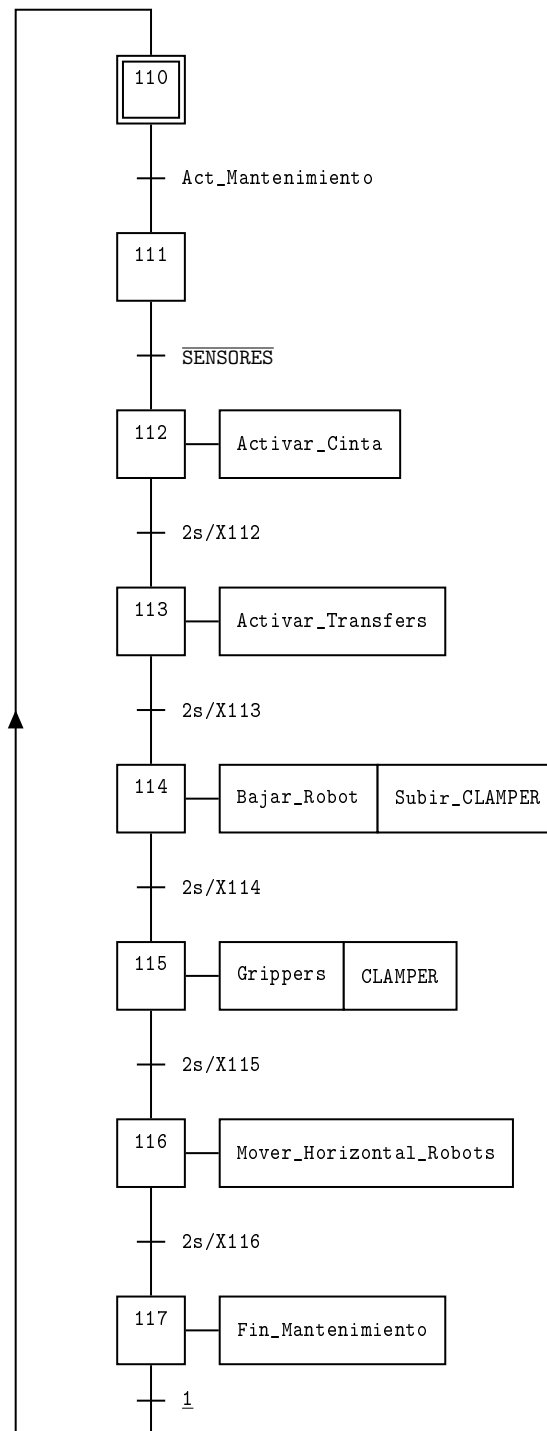 110
Act_Mantenimiento
111
SENSORES
112 Activar_Cinta
2s/X112
113 Activar_Transfers
2s/X113
114 Bajar_Robot Subir_CLAMPER
2s/X114
115 Grippers CLAMPER
2s/X115
116 Mover_Horizontal_Robots
2s/X116
117 Fin_Mantenimiento
1